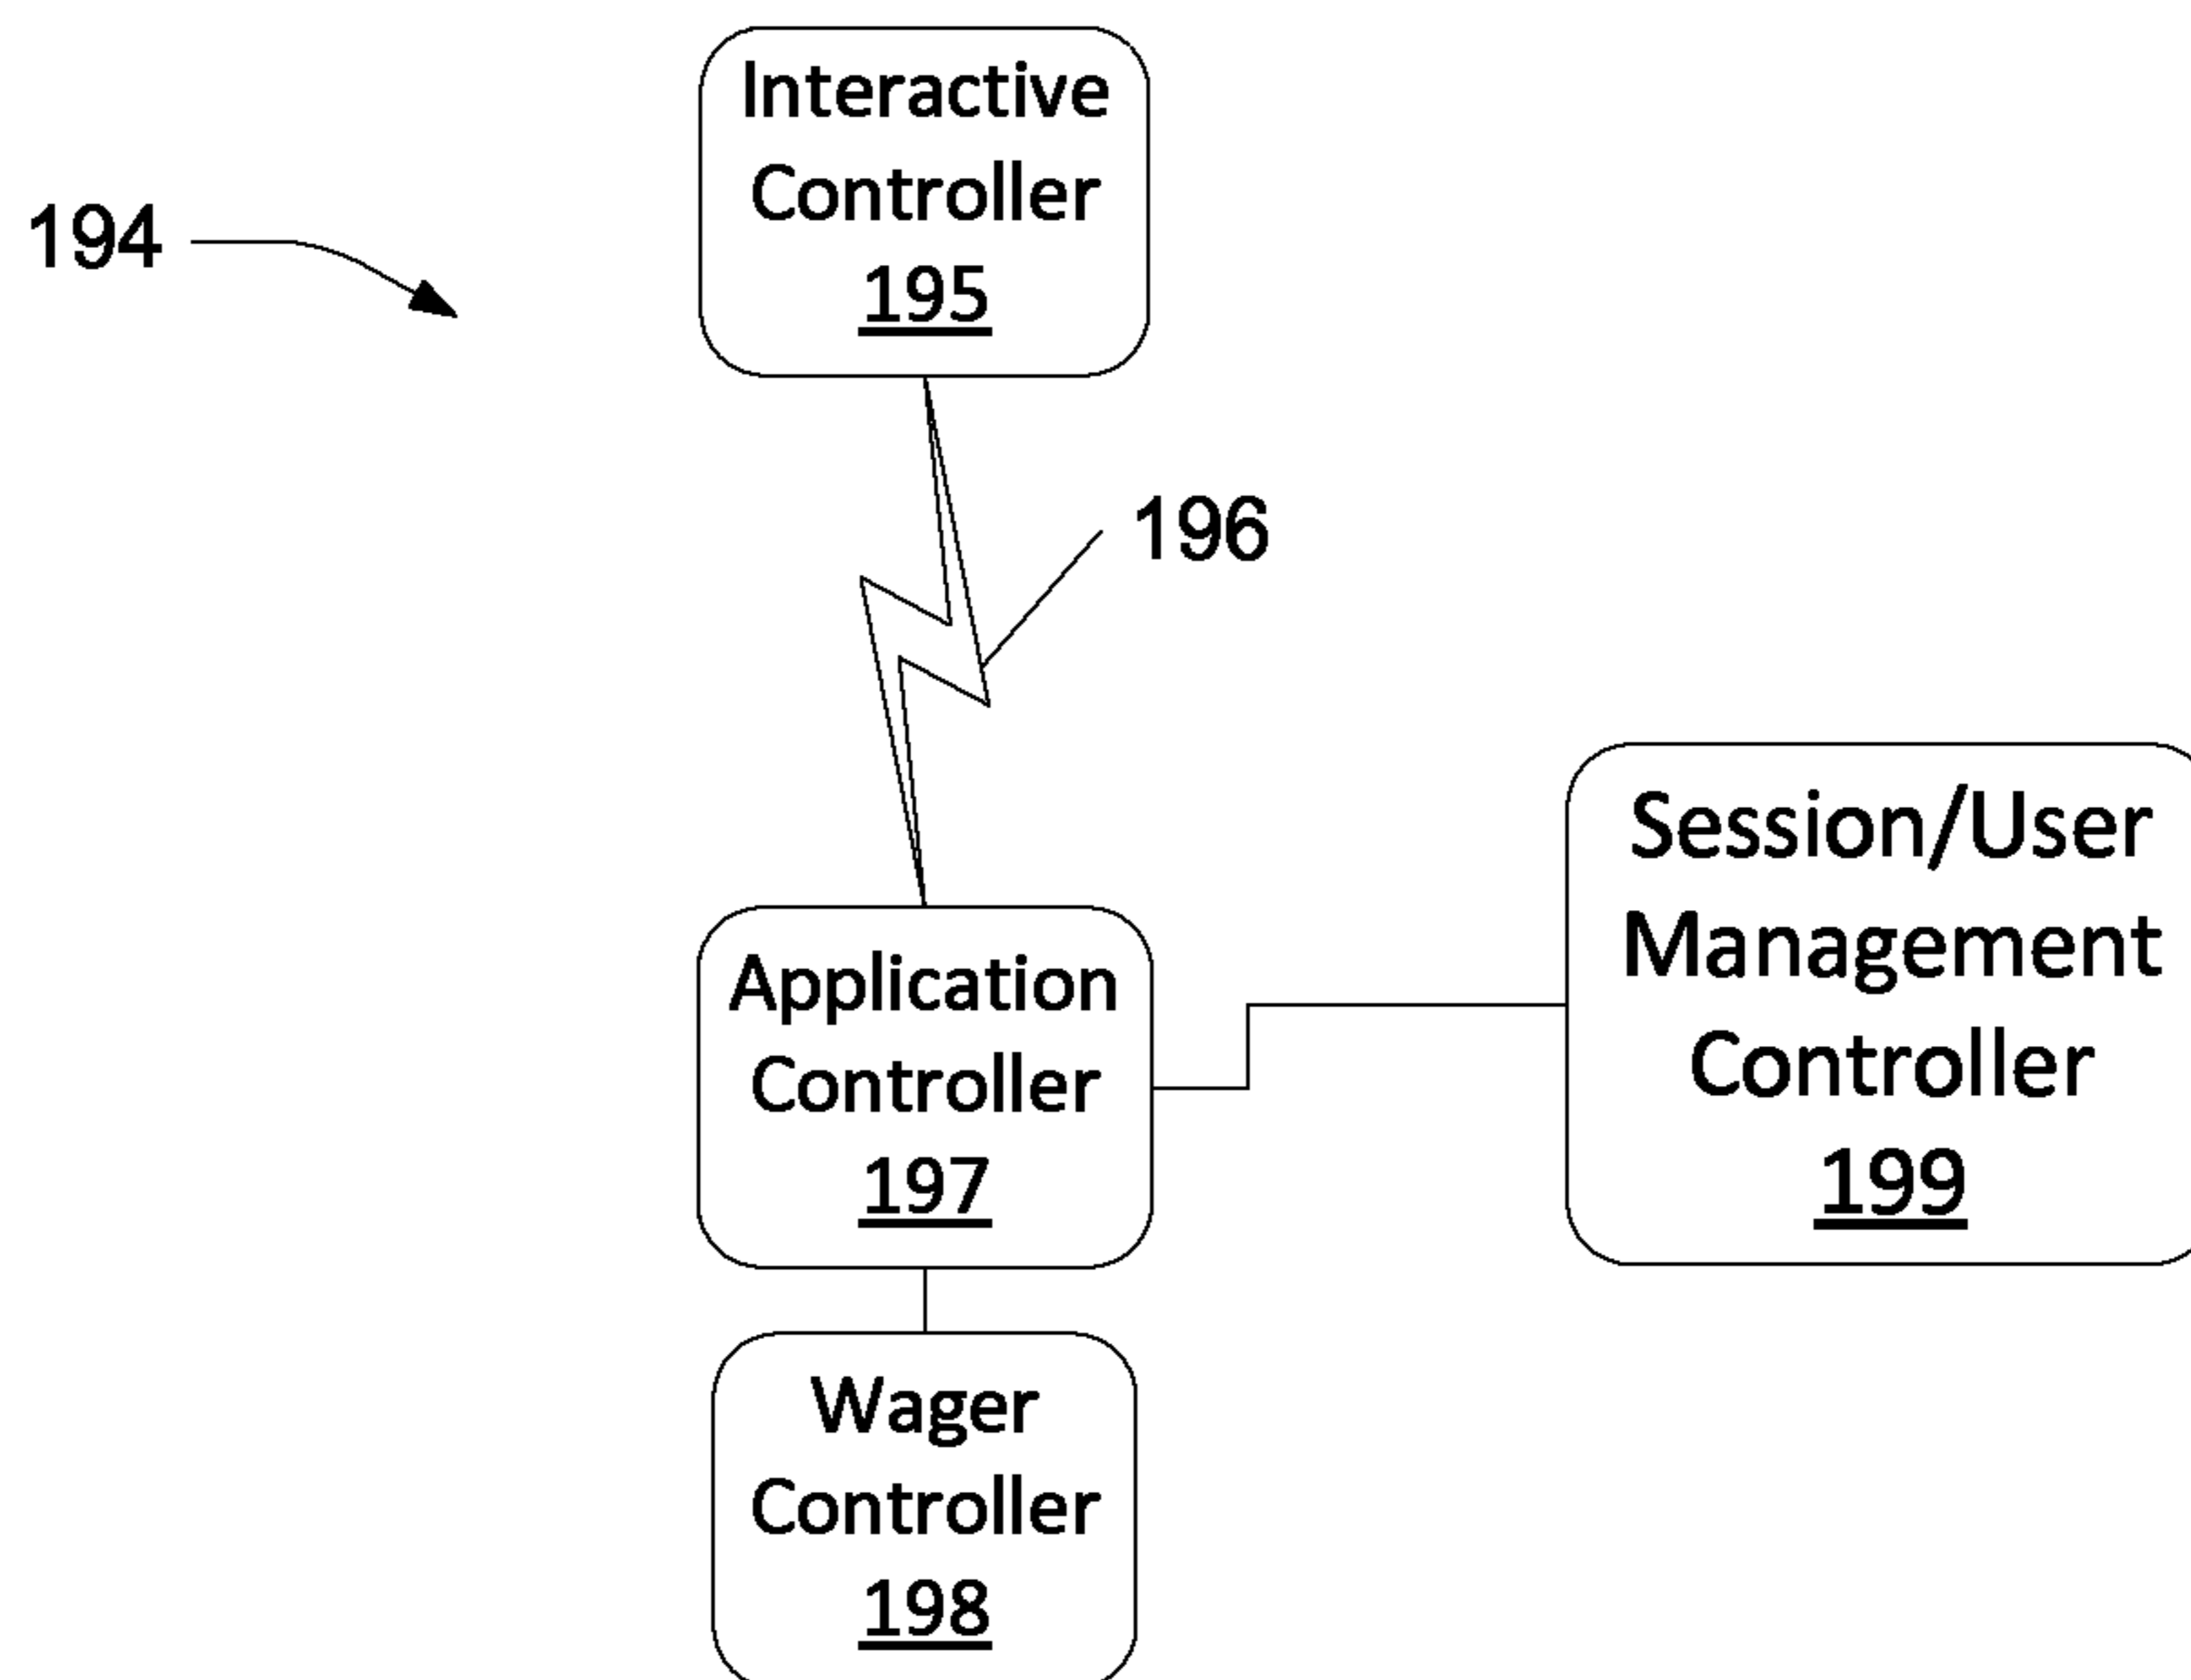 Interactive
Controller
195
194
196
Application
Controller
197
Session/User
Management
Controller
199
Wager
Controller
198